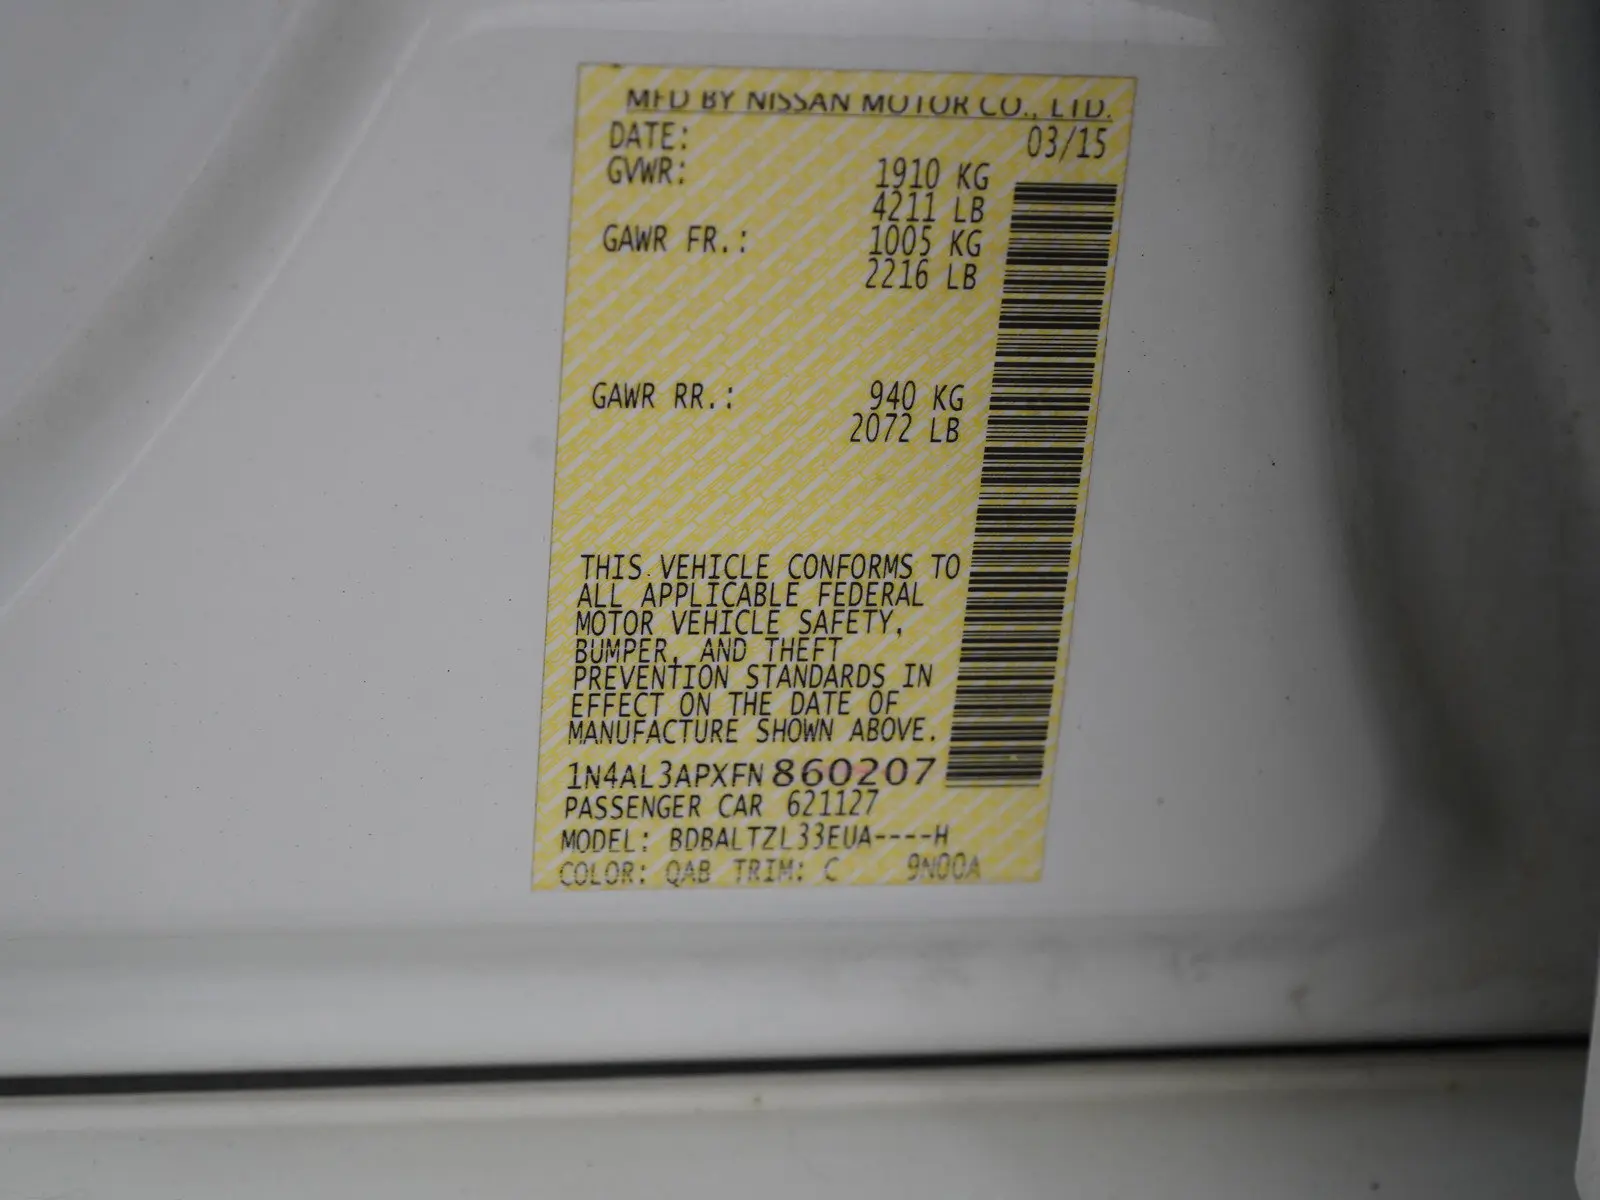 MFD BY NISSAN MOTOR CO., LTD.
DATE: 03/15
GVWR: 1910 KG
4211 LB
GAWR FR.: 1005 KG
2216 LB
GAWR RR.: 940 KG
2072 LB
THIS VEHICLE CONFORMS TO
ALL APPLICABLE FEDERAL
MOTOR VEHICLE SAFETY,
BUMPER, AND THEFT
PREVENTION STANDARDS IN
EFFECT ON THE DATE OF
MANUFACTURE SHOWN ABOVE.
1N4AL3APXFN860207
PASSENGER CAR 621127
MODEL: BDBALTZL33EUA----H
COLOR: QAB TRIM: C 9N00A